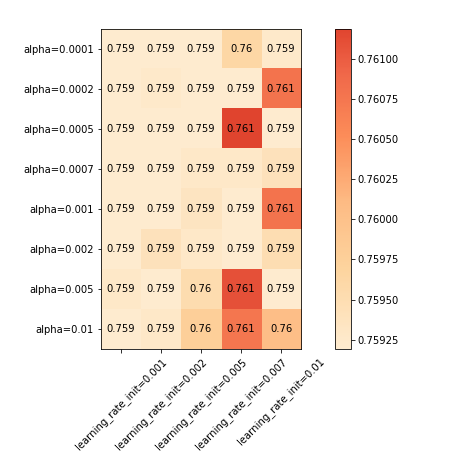 alpha=0.0001 0.759 0.759 0.759 0.76 0.759
alpha=0.0002 0.759 0.759 0.759 0.759 0.761
alpha=0.0005 0.759 0.759 0.759 0.761 0.759
alpha=0.0007 0.759 0.759 0.759 0.759 0.759
alpha=0.001 0.759 0.759 0.759 0.759 0.761
alpha=0.002 0.759 0.759 0.759 0.759 0.759
alpha=0.005 0.759 0.759 0.76 0.761 0.759
alpha=0.01 0.759 0.759 0.76 0.761 0.76
learning_rate_init=0.001
learning_rate_init=0.002
learning_rate_init=0.005
learning_rate_init=0.007
learning_rate_init=0.01
0.76100
0.76075
0.76050
0.76025
0.76000
0.75975
0.75950
0.75925